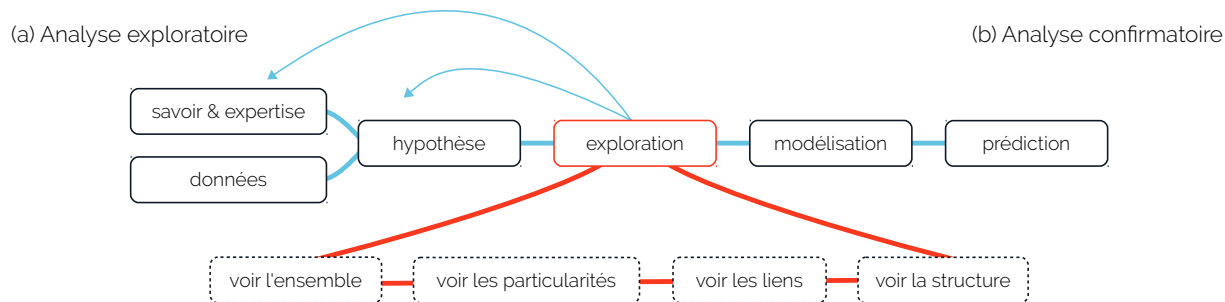 (a) Analyse exploratoire
(b) Analyse confirmatoire
savoir & expertise
données
hypothèse
exploration
modélisation
prédiction
voir l'ensemble
voir les particularités
voir les liens
voir la structure